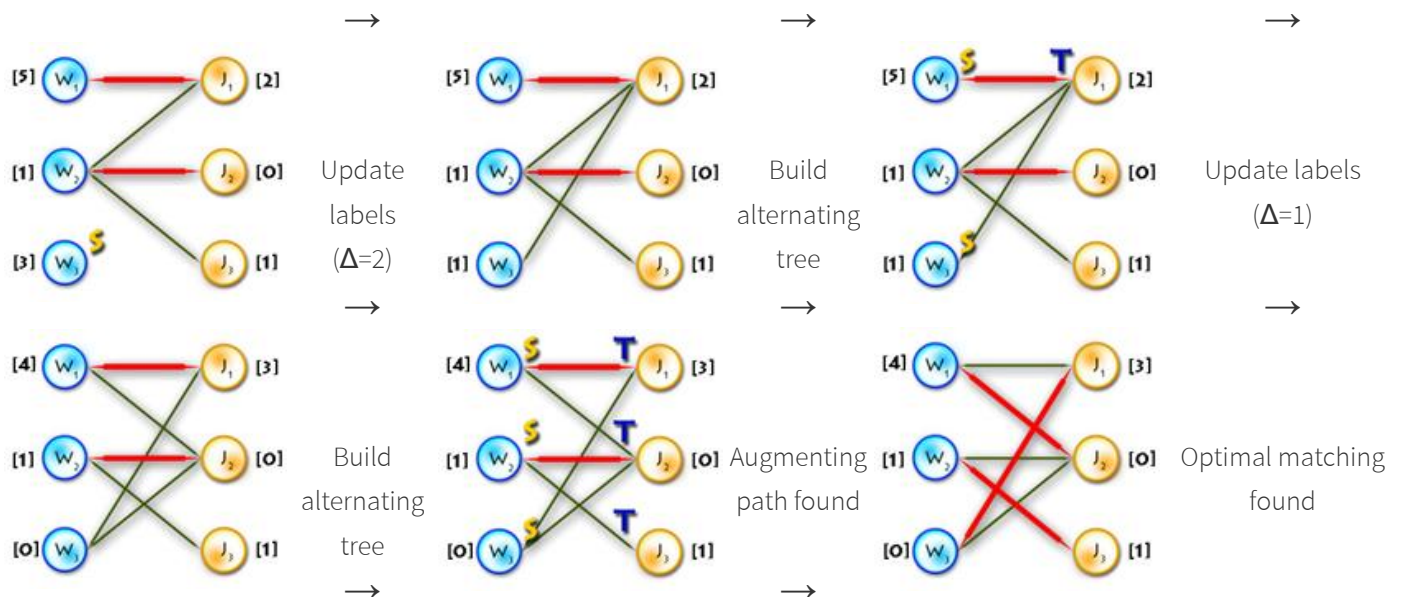 → → →
[5] W₁ J₁ [2] [5] W₁ J₁ [2] [5] W₁ S T J₁ [2]
[1] W₂ J₂ [0] Update [1] W₂ J₂ [0] Build [1] W₂ J₂ [0] Update labels
labels alternating (Δ=1)
[3] W₃ S J₃ [1] (Δ=2) [1] W₃ J₃ [1] tree [1] W₃ S J₃ [1]
→ → →
[4] W₁ J₁ [3] [4] W₁ S T J₁ [3] [4] W₁ J₁ [3]
[1] W₂ J₂ [0] Build [1] W₂ S T J₂ [0] Augmenting [1] W₂ J₂ [0] Optimal matching
alternating path found found
[0] W₃ J₃ [1] tree [0] W₃ S T J₃ [1] [0] W₃ J₃ [1]
→ →